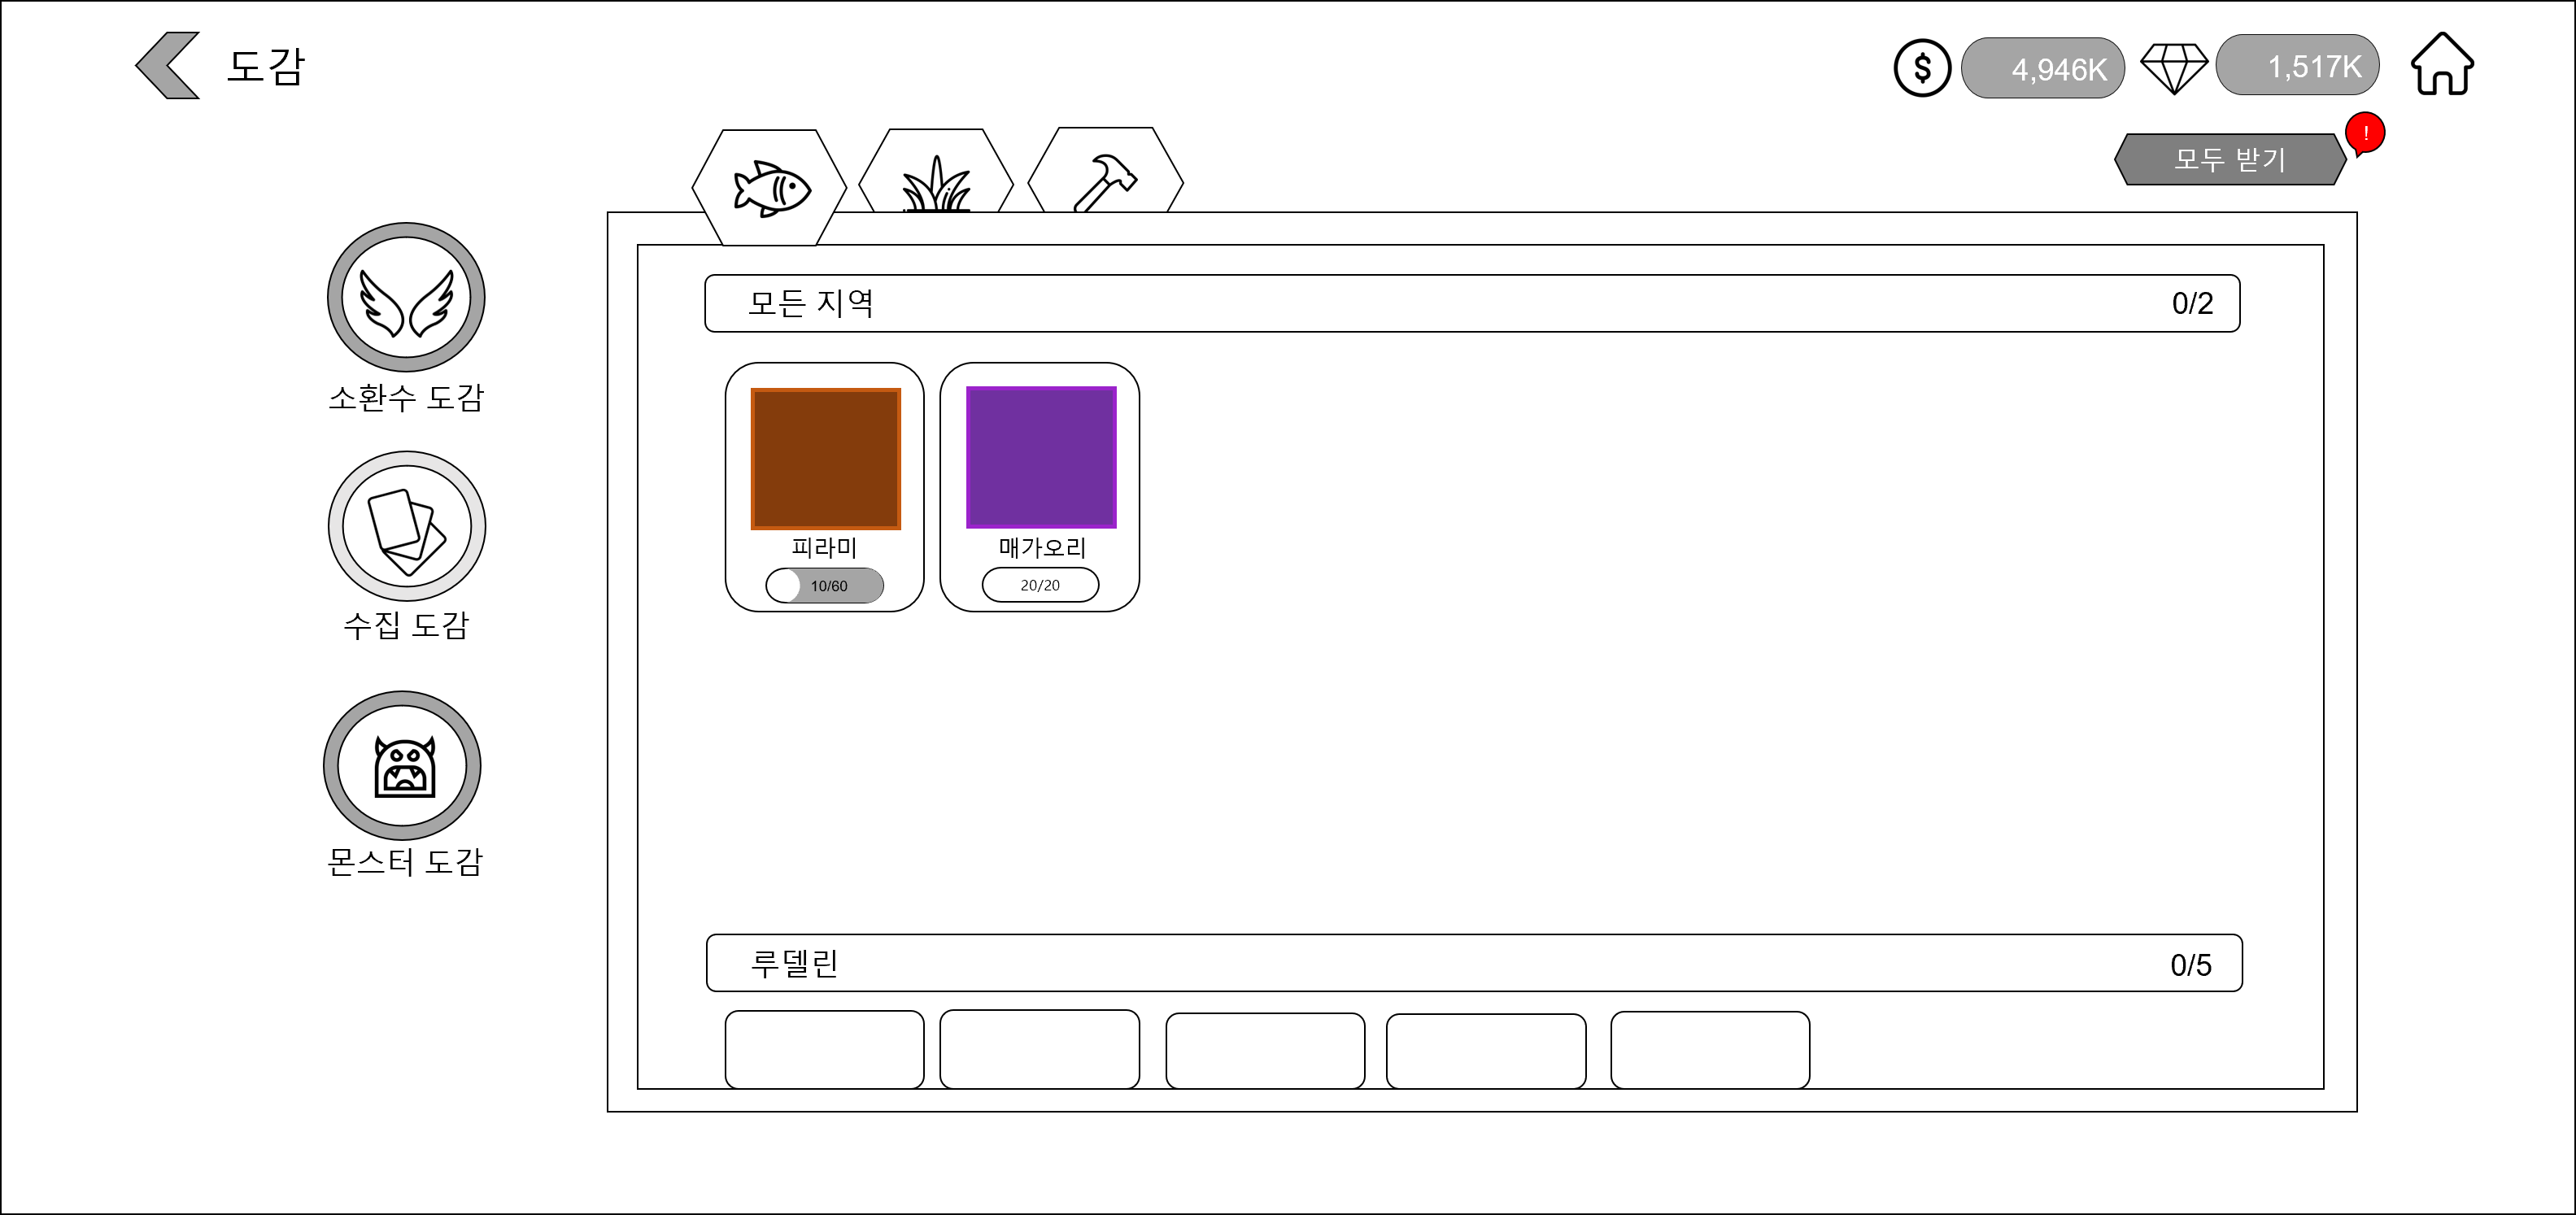 도감
$ 4,946K 1,517K
모두 받기 !
모든 지역 0/2
소환수 도감
피라미 매가오리
10/60 20/20
수집 도감
몬스터 도감
루델린 0/5